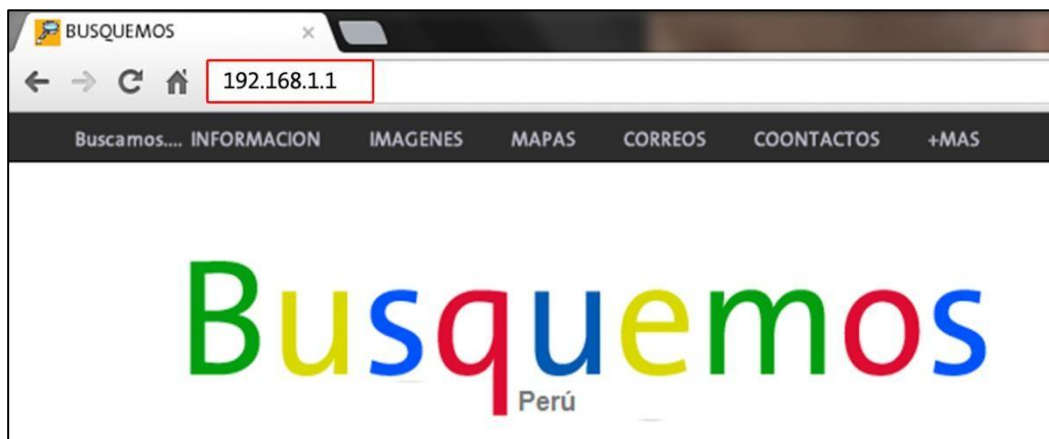 BUSQUEMOS
192.168.1.1
Buscamos.... INFORMACION IMAGENES MAPAS CORREOS COONTACTOS +MAS
Busquemos
Perú